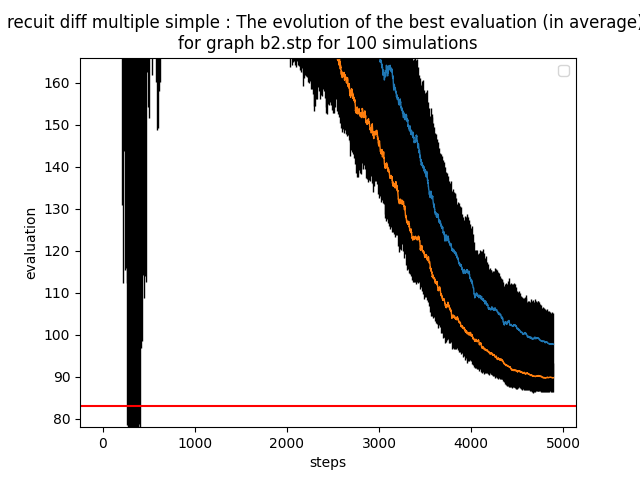 recuit diff multiple simple : The evolution of the best evaluation (in average)
for graph b2.stp for 100 simulations
160
150
140
130
120
110
100
90
80
evaluation
0 1000 2000 3000 4000 5000
steps